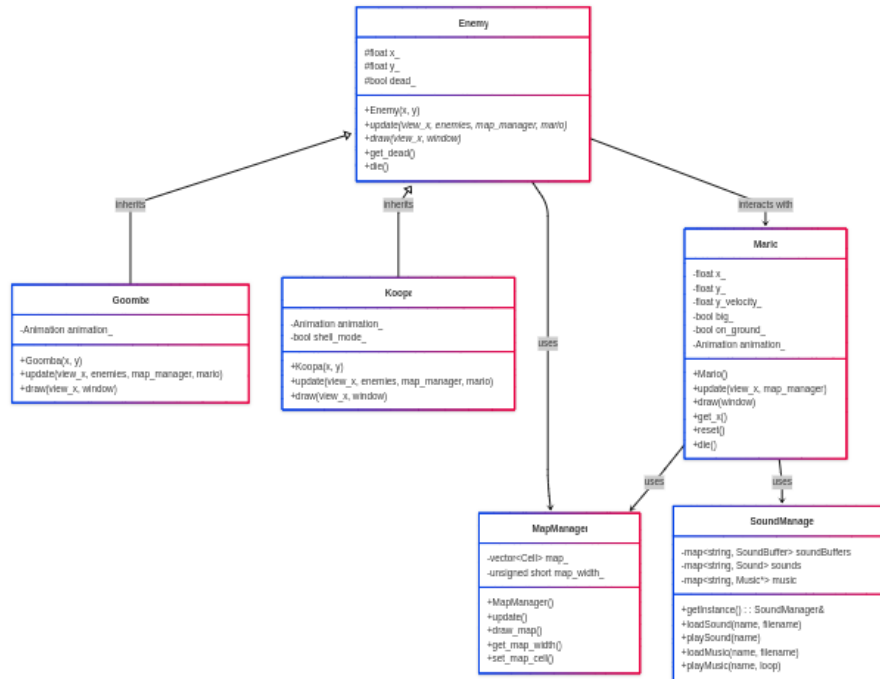 Enemy
#float x_
#float y_
#bool dead_
+Enemy(x, y)
+update(view_x, enemies, map_manager, mario)
+draw(view_x, window)
+get_dead()
+die()
inherits
inherits
interacts with
Goomba
-Animation animation_
+Goomba(x, y)
+update(view_x, enemies, map_manager, mario)
+draw(view_x, window)
Koopa
-Animation animation_
-bool shell_mode_
+Koopa(x, y)
+update(view_x, enemies, map_manager, mario)
+draw(view_x, window)
uses
Mario
-float x_
-float y_
-float y_velocity_
-bool big_
-bool on_ground_
-Animation animation_
+Mario()
+update(view_x, map_manager)
+draw(window)
+get_x()
+reset()
+die()
uses
uses
MapManager
-vector<Cell> map_
-unsigned short map_width_
+MapManager()
+update()
+draw_map()
+get_map_width()
+set_map_cell()
SoundManage
-map<string, SoundBuffer> soundBuffers
-map<string, Sound> sounds
-map<string, Music*> music
+getInstance() : : SoundManager&
+loadSound(name, filename)
+playSound(name)
+loadMusic(name, filename)
+playMusic(name, loop)